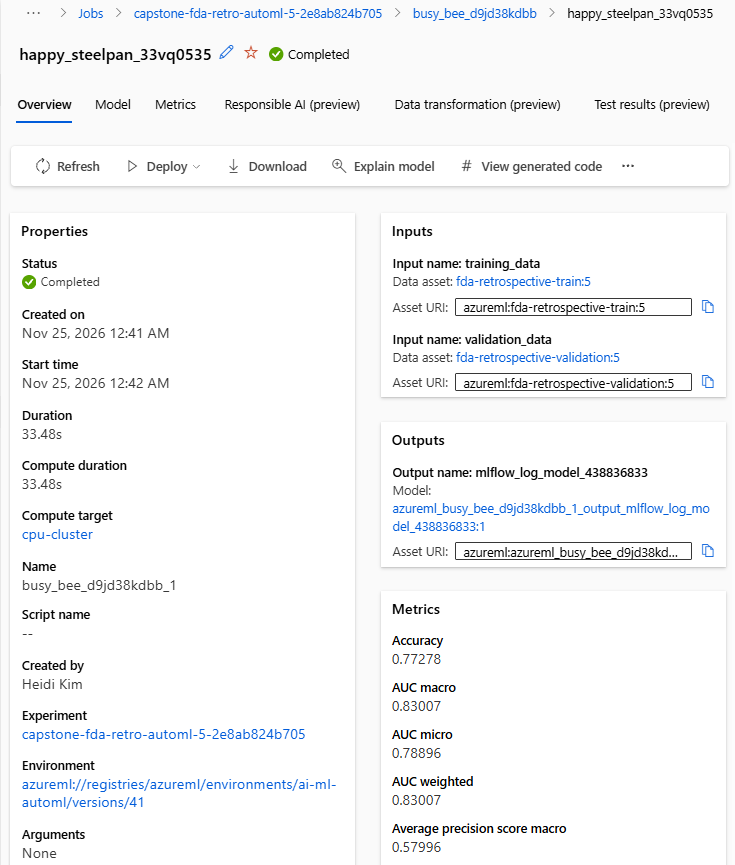 ... > Jobs > capstone-fda-retro-automl-5-2e8ab824b705 > busy_bee_d9jd38kdbb > happy_steelpan_33vq0535
happy_steelpan_33vq0535 Completed
Overview Model Metrics Responsible AI (preview) Data transformation (preview) Test results (preview)
Refresh Deploy Download Explain model # View generated code ...
Properties
Status
Completed
Created on
Nov 25, 2026 12:41 AM
Start time
Nov 25, 2026 12:42 AM
Duration
33.48s
Compute duration
33.48s
Compute target
cpu-cluster
Name
busy_bee_d9jd38kdbb_1
Script name
--
Created by
Heidi Kim
Experiment
capstone-fda-retro-automl-5-2e8ab824b705
Environment
azureml://registries/azureml/environments/ai-ml-
automl/versions/41
Arguments
None
Inputs
Input name: training_data
Data asset: fda-retrospective-train:5
Asset URI: azureml:fda-retrospective-train:5
Input name: validation_data
Data asset: fda-retrospective-validation:5
Asset URI: azureml:fda-retrospective-validation:5
Outputs
Output name: mlflow_log_model_438836833
Model:
azureml_busy_bee_d9jd38kdbb_1_output_mlflow_log_mo
del_438836833:1
Asset URI: azureml:azureml_busy_bee_d9jd38kd...
Metrics
Accuracy
0.77278
AUC macro
0.83007
AUC micro
0.78896
AUC weighted
0.83007
Average precision score macro
0.57996